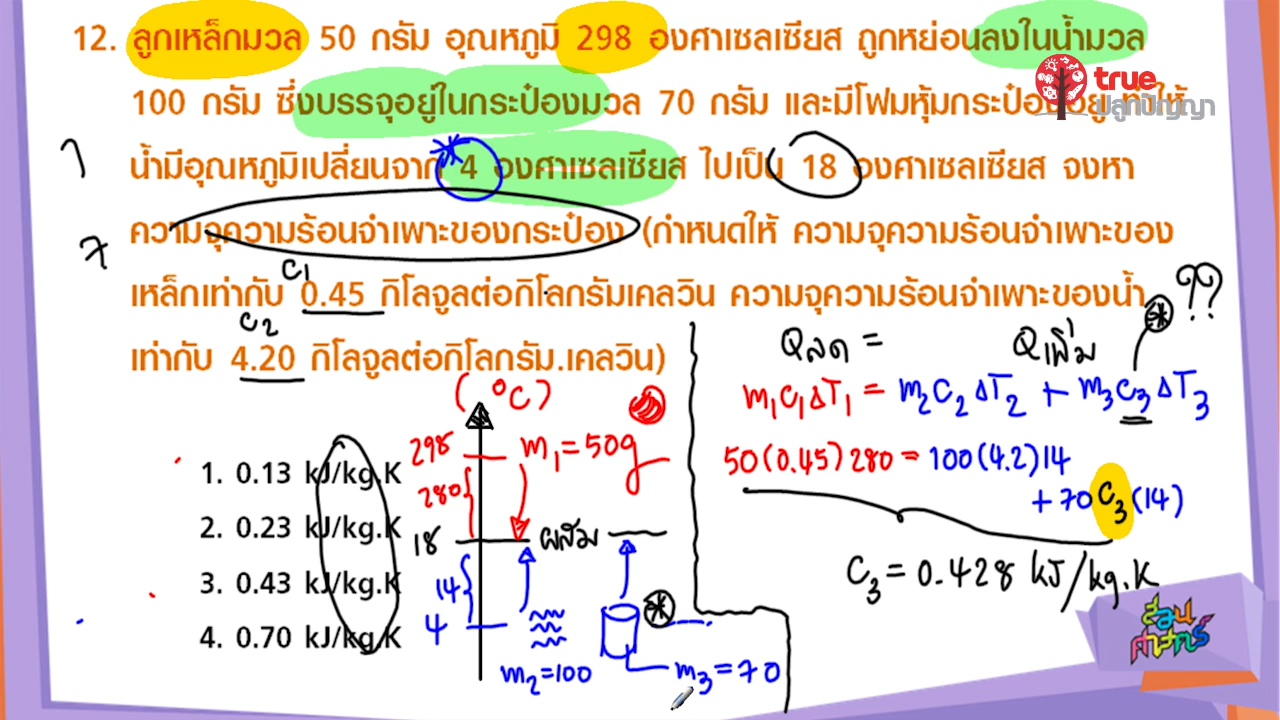 12. ลูกเหล็กมวล 50 กรัม อุณหภูมิ 298 องศาเซลเซียส ถูกหย่อนลงในน้ำมวล
100 กรัม ซึ่งบรรจุอยู่ในกระป๋องมวล 70 กรัม และมีโฟมหุ้มกระป๋อง
true
ปลูกปัญญา
น้ำมีอุณหภูมิเปลี่ยนจาก 4 องศาเซลเซียส ไปเป็น 18 องศาเซลเซียส จงหา
ความจุความร้อนจำเพาะของกระป๋อง (กำหนดให้ ความจุความร้อนจำเพาะของ
C1
เหล็กเท่ากับ 0.45 กิโลจูลต่อกิโลกรัมเคลวิน ความจุความร้อนจำเพาะของน้ำ
C2
??
เท่ากับ 4.20 กิโลจูลต่อกิโลกรัม.เคลวิน)
Qลด = Qเพิ่ม
m1C1ΔT1 = m2C2ΔT2 + m3C3ΔT3
50(0.45)280 = 100(4.2)14
+ 70C3(14)
C3 = 0.428 kJ/kg.K
(°C)
298 m1=50g
280
18 ผสม
14
4
m2=100 m3=70
1. 0.13 kJ/kg.K
2. 0.23 kJ/kg.K
3. 0.43 kJ/kg.K
4. 0.70 kJ/kg.K
สอน
ศาสตร์